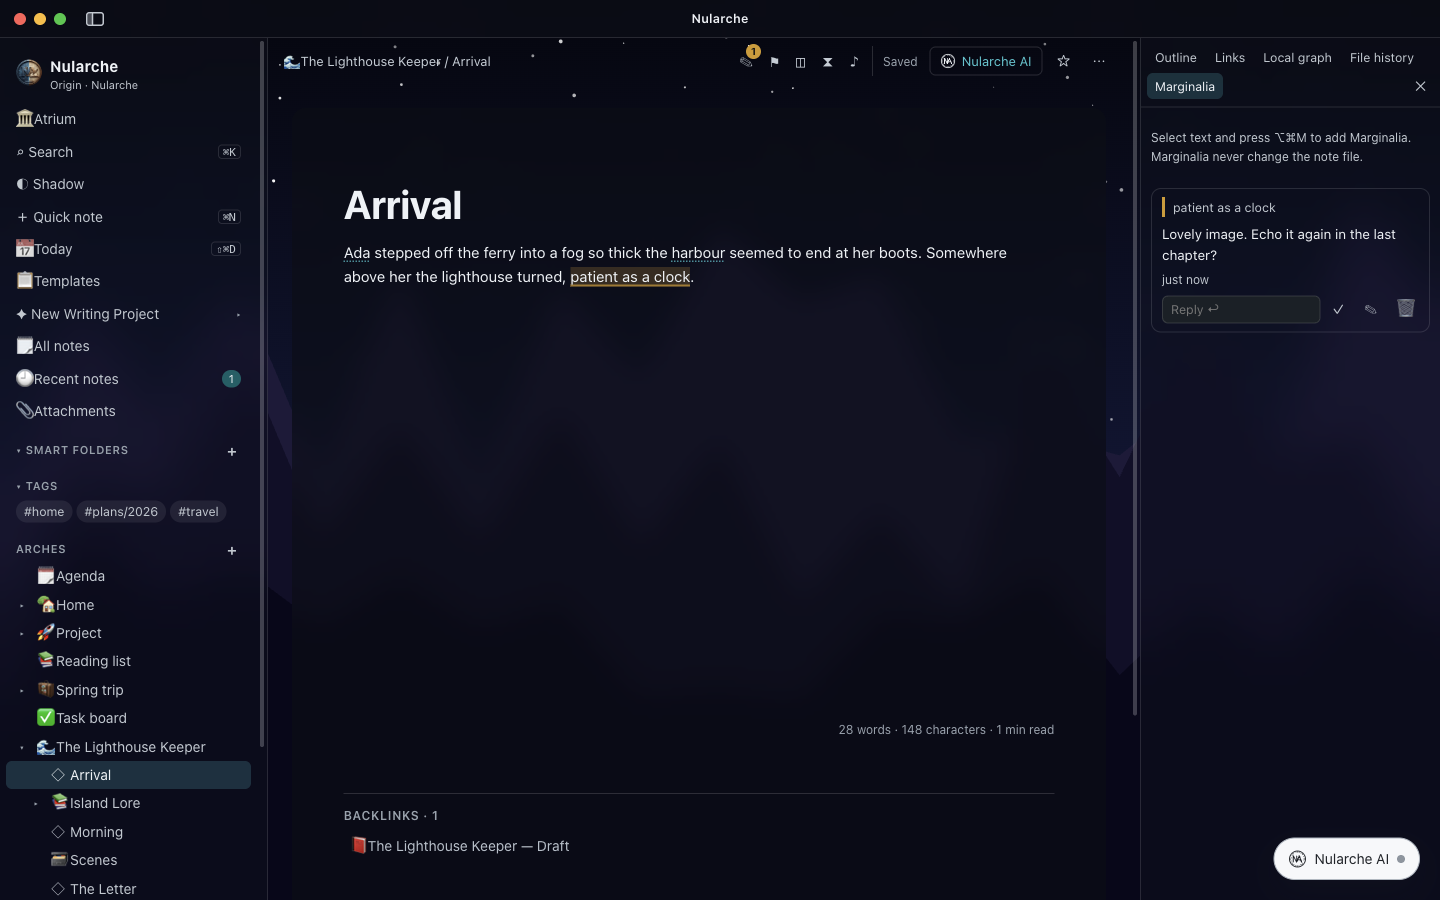 Nularche
Nularche
Origin · Nularche
Atrium
Search ⌘K
Shadow
+ Quick note ⌘N
Today ⇧⌘D
Templates
New Writing Project
All notes
Recent notes 1
Attachments
SMART FOLDERS +
TAGS
#home #plans/2026 #travel
ARCHES +
Agenda
Home
Project
Reading list
Spring trip
Task board
The Lighthouse Keeper
Arrival
Island Lore
Morning
Scenes
The Letter
The Lighthouse Keeper / Arrival
1
Saved
Nularche AI
Arrival
Ada stepped off the ferry into a fog so thick the harbour seemed to end at her boots. Somewhere
above her the lighthouse turned, patient as a clock.
28 words · 148 characters · 1 min read
BACKLINKS · 1
The Lighthouse Keeper — Draft
Outline Links Local graph File history
Marginalia
Select text and press ⌥⌘M to add Marginalia.
Marginalia never change the note file.
patient as a clock
Lovely image. Echo it again in the last
chapter?
just now
Reply ↩
Nularche AI